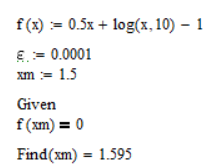 f(x) := 0.5x + log(x, 10) − 1
ε := 0.0001
xm := 1.5
Given
f(xm) = 0
Find(xm) = 1.595